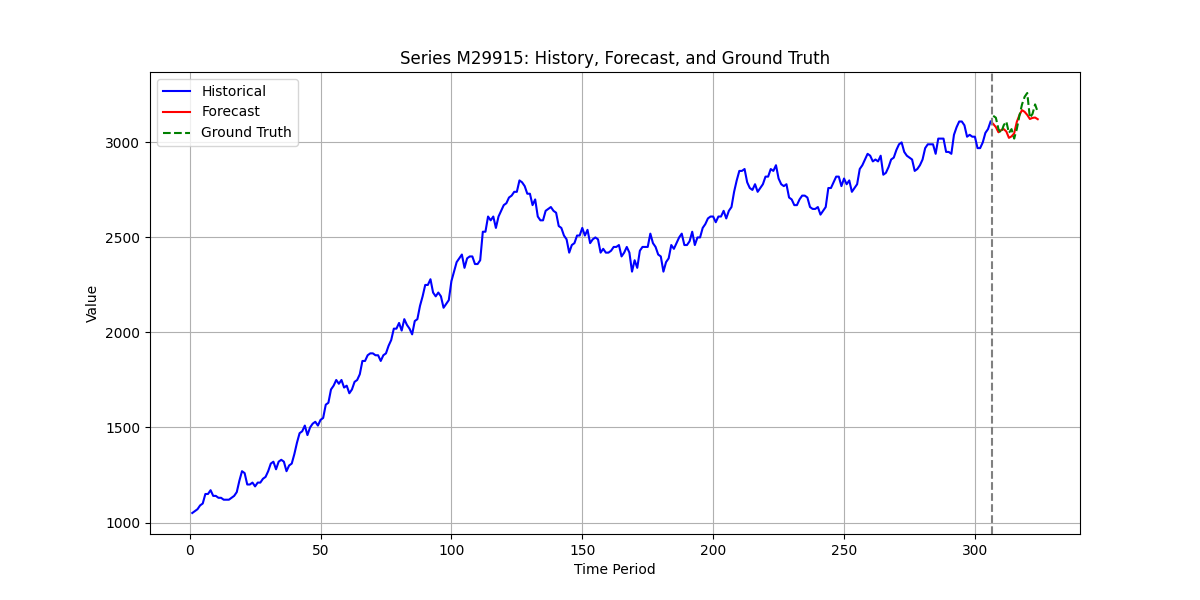 Series M29915: History, Forecast, and Ground Truth
Historical
Forecast
Ground Truth
Value
3000
2500
2000
1500
1000
0 50 100 150 200 250 300
Time Period